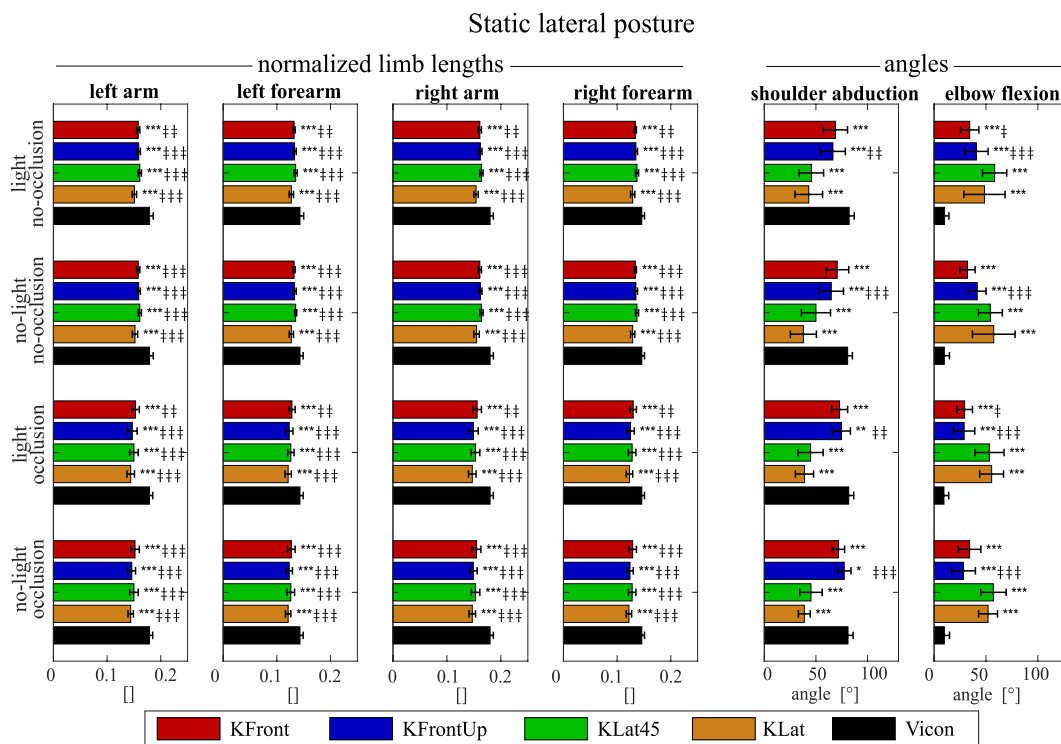 Static lateral posture
normalized limb lengths
angles
left arm
left forearm
right arm
right forearm
shoulder abduction
elbow flexion
light
no-occlusion
***‡‡ ***‡‡ ***‡‡ ***‡‡ *** ***‡
***‡‡‡ ***‡‡‡ ***‡‡‡ ***‡‡‡ ***‡‡ ***‡‡‡
***‡‡‡ ***‡‡‡ ***‡‡‡ ***‡‡‡ *** ***
***‡‡‡ ***‡‡‡ ***‡‡‡ ***‡‡‡ *** ***
no-light
no-occlusion
***‡‡‡ ***‡‡‡ ***‡‡‡ ***‡‡‡ *** ***
***‡‡‡ ***‡‡‡ ***‡‡‡ ***‡‡‡ ***‡‡‡ ***‡‡‡
***‡‡‡ ***‡‡‡ ***‡‡‡ ***‡‡‡ *** ***
***‡‡‡ ***‡‡‡ ***‡‡‡ ***‡‡‡ *** ***
light
occlusion
***‡‡ ***‡‡ ***‡‡ ***‡‡ *** ***‡
***‡‡‡ ***‡‡‡ ***‡‡‡ ***‡‡‡ ** ‡‡ ***‡‡‡
***‡‡‡ ***‡‡‡ ***‡‡‡ ***‡‡‡ *** ***
***‡‡‡ ***‡‡‡ ***‡‡‡ ***‡‡‡ *** ***
no-light
occlusion
***‡‡‡ ***‡‡‡ ***‡‡‡ ***‡‡‡ *** ***
***‡‡‡ ***‡‡‡ ***‡‡‡ ***‡‡‡ * ‡‡‡ ***‡‡‡
***‡‡‡ ***‡‡‡ ***‡‡‡ ***‡‡‡ *** ***
***‡‡‡ ***‡‡‡ ***‡‡‡ ***‡‡‡ *** ***
0 0.1 0.2 0 0.1 0.2 0 0.1 0.2 0 0.1 0.2 0 50 100 0 50 100
[] [] [] [] angle [°] angle [°]
KFront KFrontUp KLat45 KLat Vicon